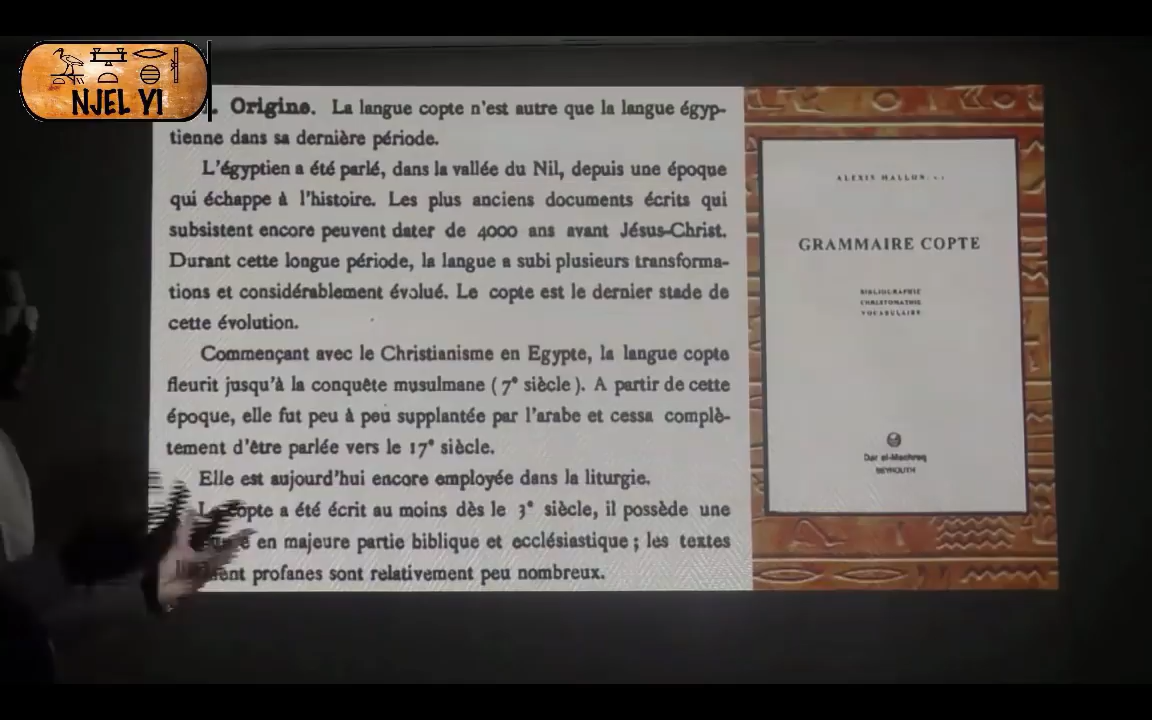 NJEL YI
. Origine. La langue copte n'est autre que la langue égyp-
tienne dans sa dernière période.
L'égyptien a été parlé, dans la vallée du Nil, depuis une époque
qui échappe à l'histoire. Les plus anciens documents écrits qui
subsistent encore peuvent dater de 4000 ans avant Jésus-Christ.
Durant cette longue période, la langue a subi plusieurs transforma-
tions et considérablement évolué. Le copte est le dernier stade de
cette évolution.
Commençant avec le Christianisme en Egypte, la langue copte
fleurit jusqu'à la conquête musulmane (7e siècle). A partir de cette
époque, elle fut peu à peu supplantée par l'arabe et cessa complè-
tement d'être parlée vers le 17e siècle.
Elle est aujourd'hui encore employée dans la liturgie.
copte a été écrit au moins dès le 3e siècle, il possède une
en majeure partie biblique et ecclésiastique ; les textes
profanes sont relativement peu nombreux.
ALEXIS MALLON
GRAMMAIRE COPTE
BIBLIOGRAPHIE
CHRESTOMATHIE
VOCABULAIRE
Dar el-Machreq
BEYROUTH